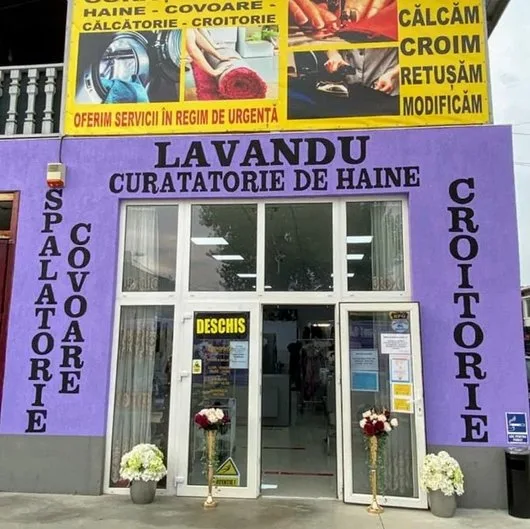 HAINE - COVOARE -
CĂLCĂTORIE - CROITORIE
CĂLCĂM
CROIM
RETUȘĂM
MODIFICĂM
OFERIM SERVICII ÎN REGIM DE URGENȚĂ
LAVANDU
CURATATORIE DE HAINE
SPALATORIE
COVOARE
CROITORIE
DESCHIS